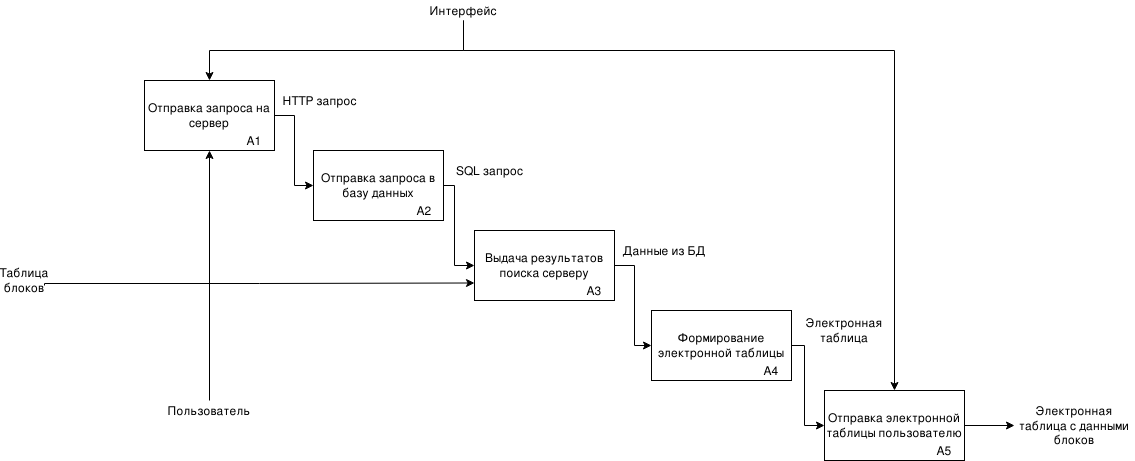 Интерфейс
Отправка запроса на
сервер
A1
HTTP запрос
Отправка запроса в
базу данных
A2
SQL запрос
Выдача результатов
поиска серверу
A3
Данные из БД
Таблица
блоков
Формирование
электронной таблицы
A4
Электронная
таблица
Отправка электронной
таблицы пользователю
A5
Электронная
таблица с данными
блоков
Пользователь